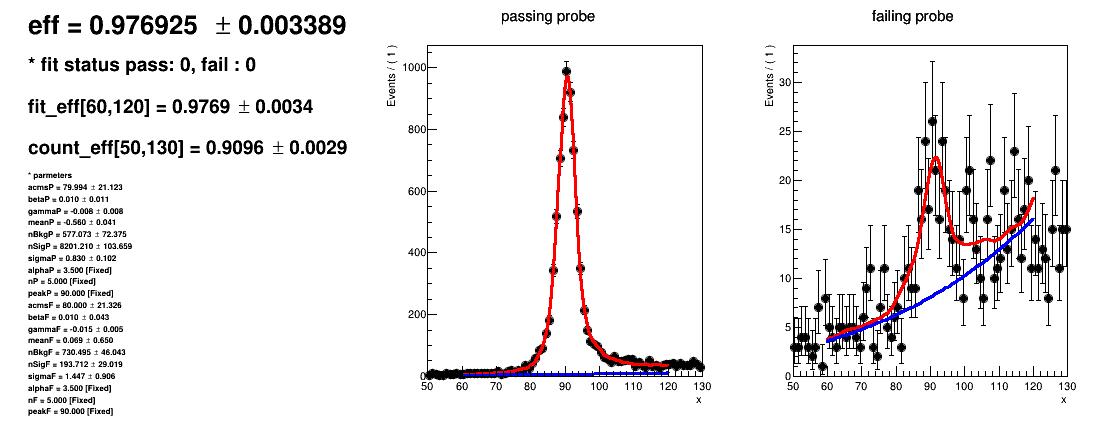 eff = 0.976925 ± 0.003389
* fit status pass: 0, fail : 0
fit_eff[60,120] = 0.9769 ± 0.0034
count_eff[50,130] = 0.9096 ± 0.0029
* parmeters
acmsP = 79.994 ± 21.123
betaP = 0.010 ± 0.011
gammaP = -0.008 ± 0.008
meanP = -0.560 ± 0.041
nBkgP = 577.073 ± 72.375
nSigP = 8201.210 ± 103.659
sigmaP = 0.830 ± 0.102
alphaP = 3.500 [Fixed]
nP = 5.000 [Fixed]
peakP = 90.000 [Fixed]
acmsF = 80.000 ± 21.326
betaF = 0.010 ± 0.043
gammaF = -0.015 ± 0.005
meanF = 0.069 ± 0.650
nBkgF = 730.495 ± 46.043
nSigF = 193.712 ± 29.019
sigmaF = 1.447 ± 0.906
alphaF = 3.500 [Fixed]
nF = 5.000 [Fixed]
peakF = 90.000 [Fixed]
passing probe
Events / ( 1 )
1000
800
600
400
200
0
50 60 70 80 90 100 110 120 130
x
failing probe
Events / ( 1 )
30
25
20
15
10
5
0
50 60 70 80 90 100 110 120 130
x